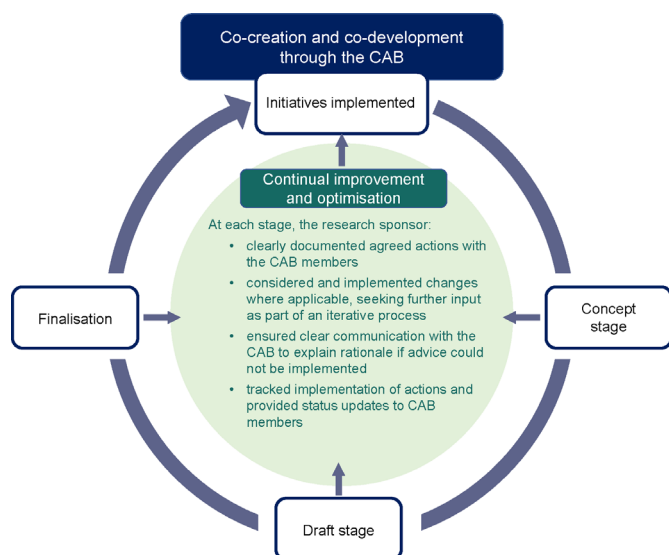 Co-creation and co-development
through the CAB
Initiatives implemented
Continual improvement
and optimisation
At each stage, the research sponsor:
• clearly documented agreed actions with
the CAB members
• considered and implemented changes
where applicable, seeking further input
as part of an iterative process
• ensured clear communication with the
CAB to explain rationale if advice could
not be implemented
• tracked implementation of actions and
provided status updates to CAB
members
Finalisation
Concept
stage
Draft stage